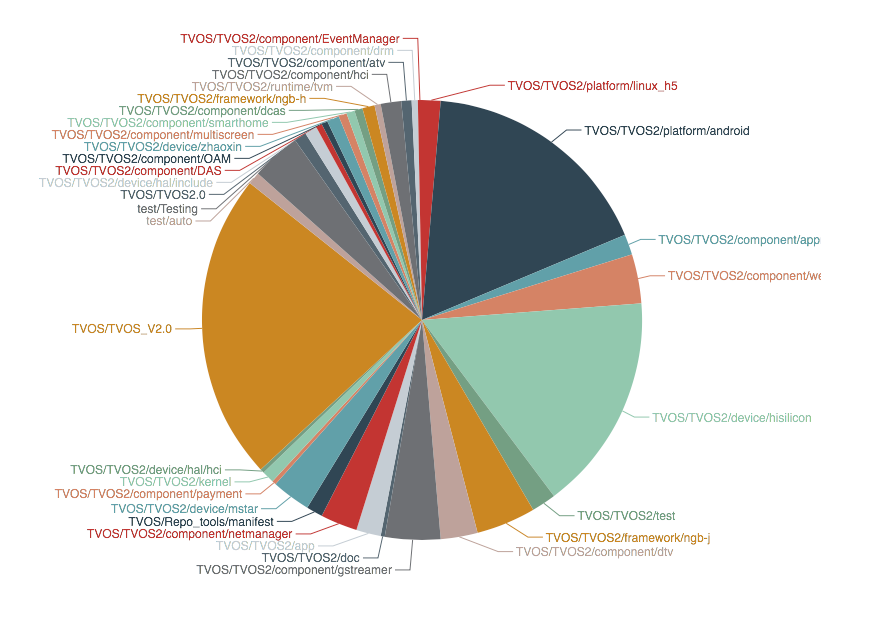 TVOS/TVOS2/component/EventManager
TVOS/TVOS2/component/drm
TVOS/TVOS2/component/atv
TVOS/TVOS2/component/hci
TVOS/TVOS2/runtime/tvm
TVOS/TVOS2/framework/ngb-h
TVOS/TVOS2/component/dcas
TVOS/TVOS2/component/smarthome
TVOS/TVOS2/component/multiscreen
TVOS/TVOS2/device/zhaoxin
TVOS/TVOS2/component/OAM
TVOS/TVOS2/component/DAS
TVOS/TVOS2/device/hal/include
TVOS/TVOS2.0
test/Testing
test/auto
TVOS/TVOS_V2.0
TVOS/TVOS2/device/hal/hci
TVOS/TVOS2/kernel
TVOS/TVOS2/component/payment
TVOS/TVOS2/device/mstar
TVOS/Repo_tools/manifest
TVOS/TVOS2/component/netmanager
TVOS/TVOS2/app
TVOS/TVOS2/doc
TVOS/TVOS2/component/gstreamer
TVOS/TVOS2/platform/linux_h5
TVOS/TVOS2/platform/android
TVOS/TVOS2/component/app
TVOS/TVOS2/component/we
TVOS/TVOS2/device/hisilicon
TVOS/TVOS2/test
TVOS/TVOS2/framework/ngb-j
TVOS/TVOS2/component/dtv